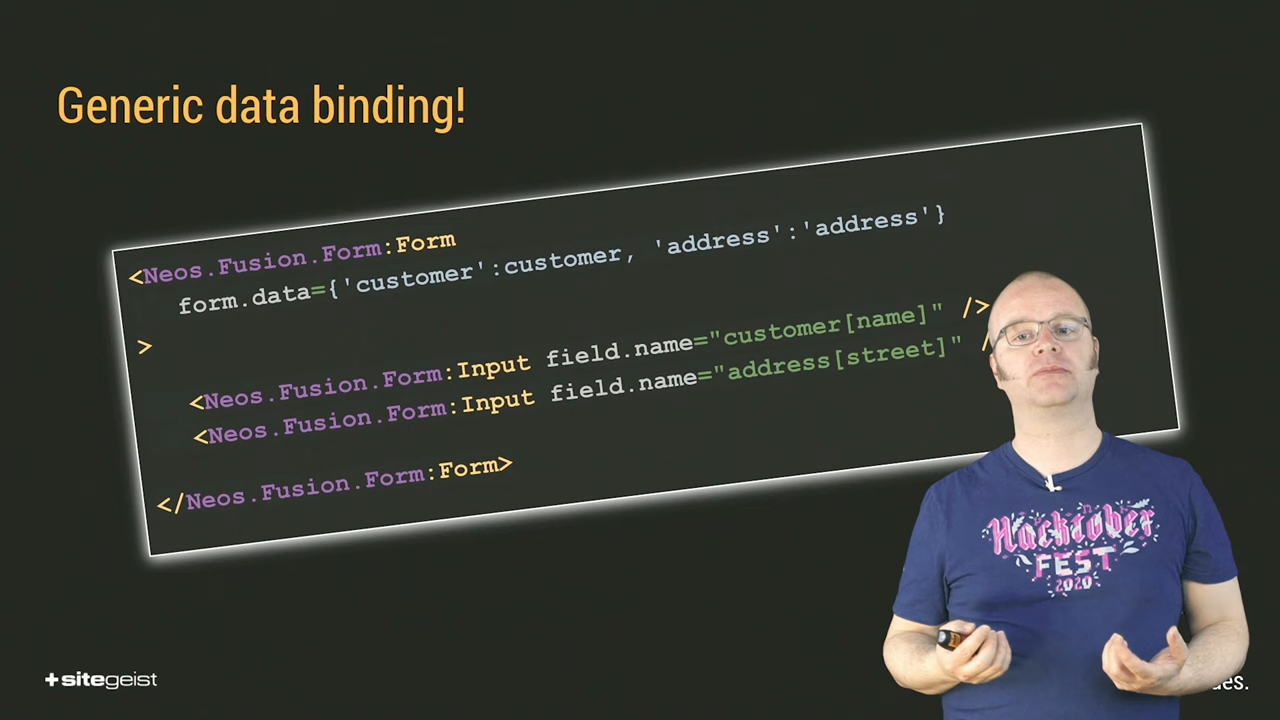 Generic data binding!
<Neos.Fusion.Form:Form
form.data={'customer':customer, 'address':'address'}
>
<Neos.Fusion.Form:Input field.name="customer[name]" />
<Neos.Fusion.Form:Input field.name="address[street]" /
</Neos.Fusion.Form:Form>
Hacktober
FEST
2020
+sitegeist